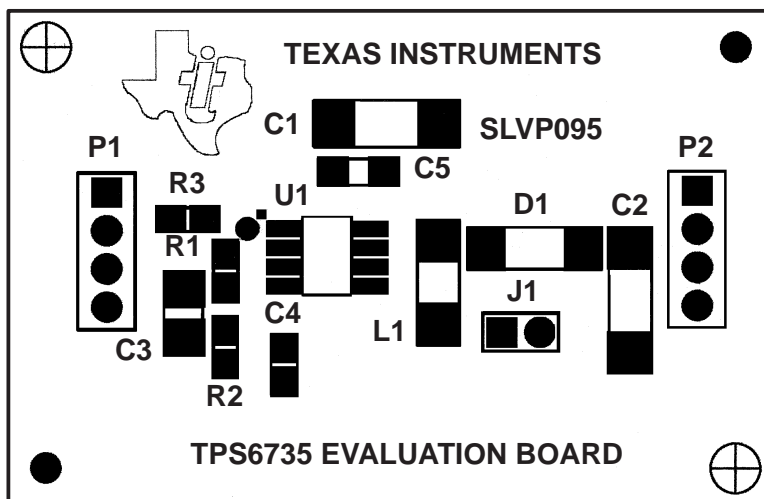 TEXAS INSTRUMENTS
C1
SLVP095
P1
C5
P2
R3
U1
D1
C2
R1
J1
C4
L1
C3
R2
TPS6735 EVALUATION BOARD